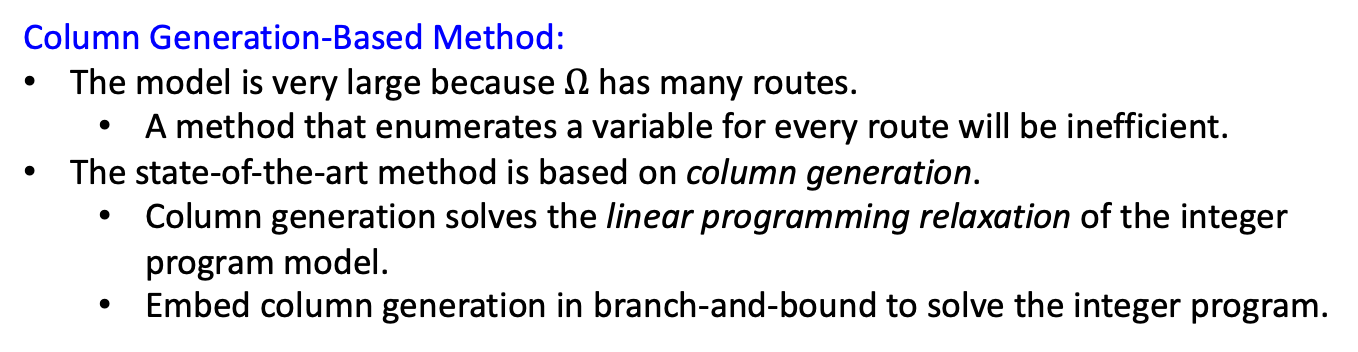 Column Generation-Based Method:
• The model is very large because Ω has many routes.
• A method that enumerates a variable for every route will be inefficient.
• The state-of-the-art method is based on column generation.
• Column generation solves the linear programming relaxation of the integer
program model.
• Embed column generation in branch-and-bound to solve the integer program.